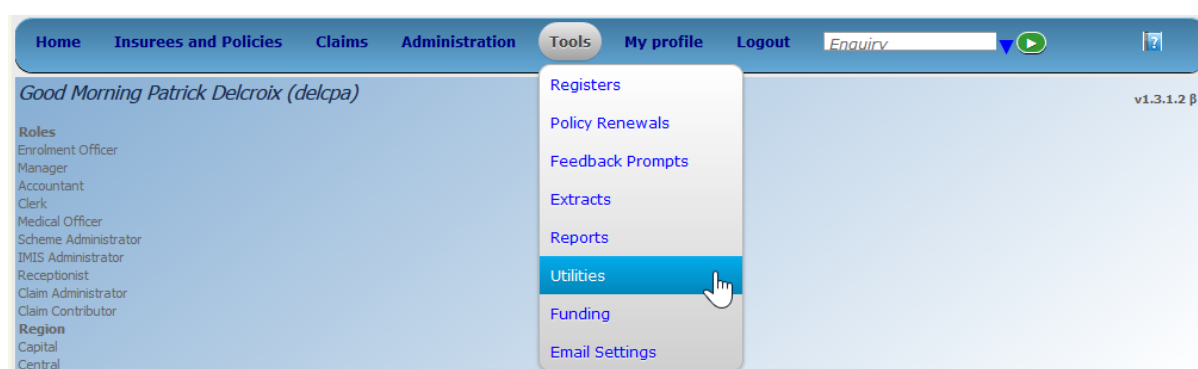 Home Insurees and Policies Claims Administration Tools My profile Logout Enquiry ?
Good Morning Patrick Delcroix (delcpa)
v1.3.1.2 β
Roles
Enrolment Officer
Manager
Accountant
Clerk
Medical Officer
Scheme Administrator
IMIS Administrator
Receptionist
Claim Administrator
Claim Contributor
Region
Capital
Central
Registers
Policy Renewals
Feedback Prompts
Extracts
Reports
Utilities
Funding
Email Settings